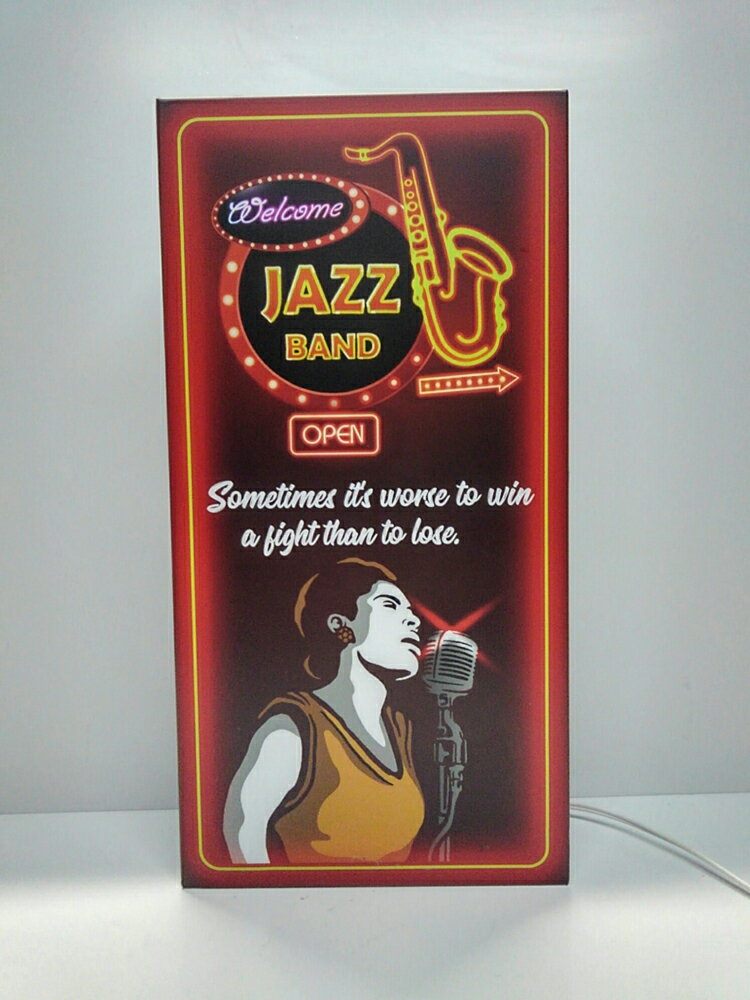 Welcome
JAZZ
BAND
OPEN
Sometimes it's worse to win
a fight than to lose.